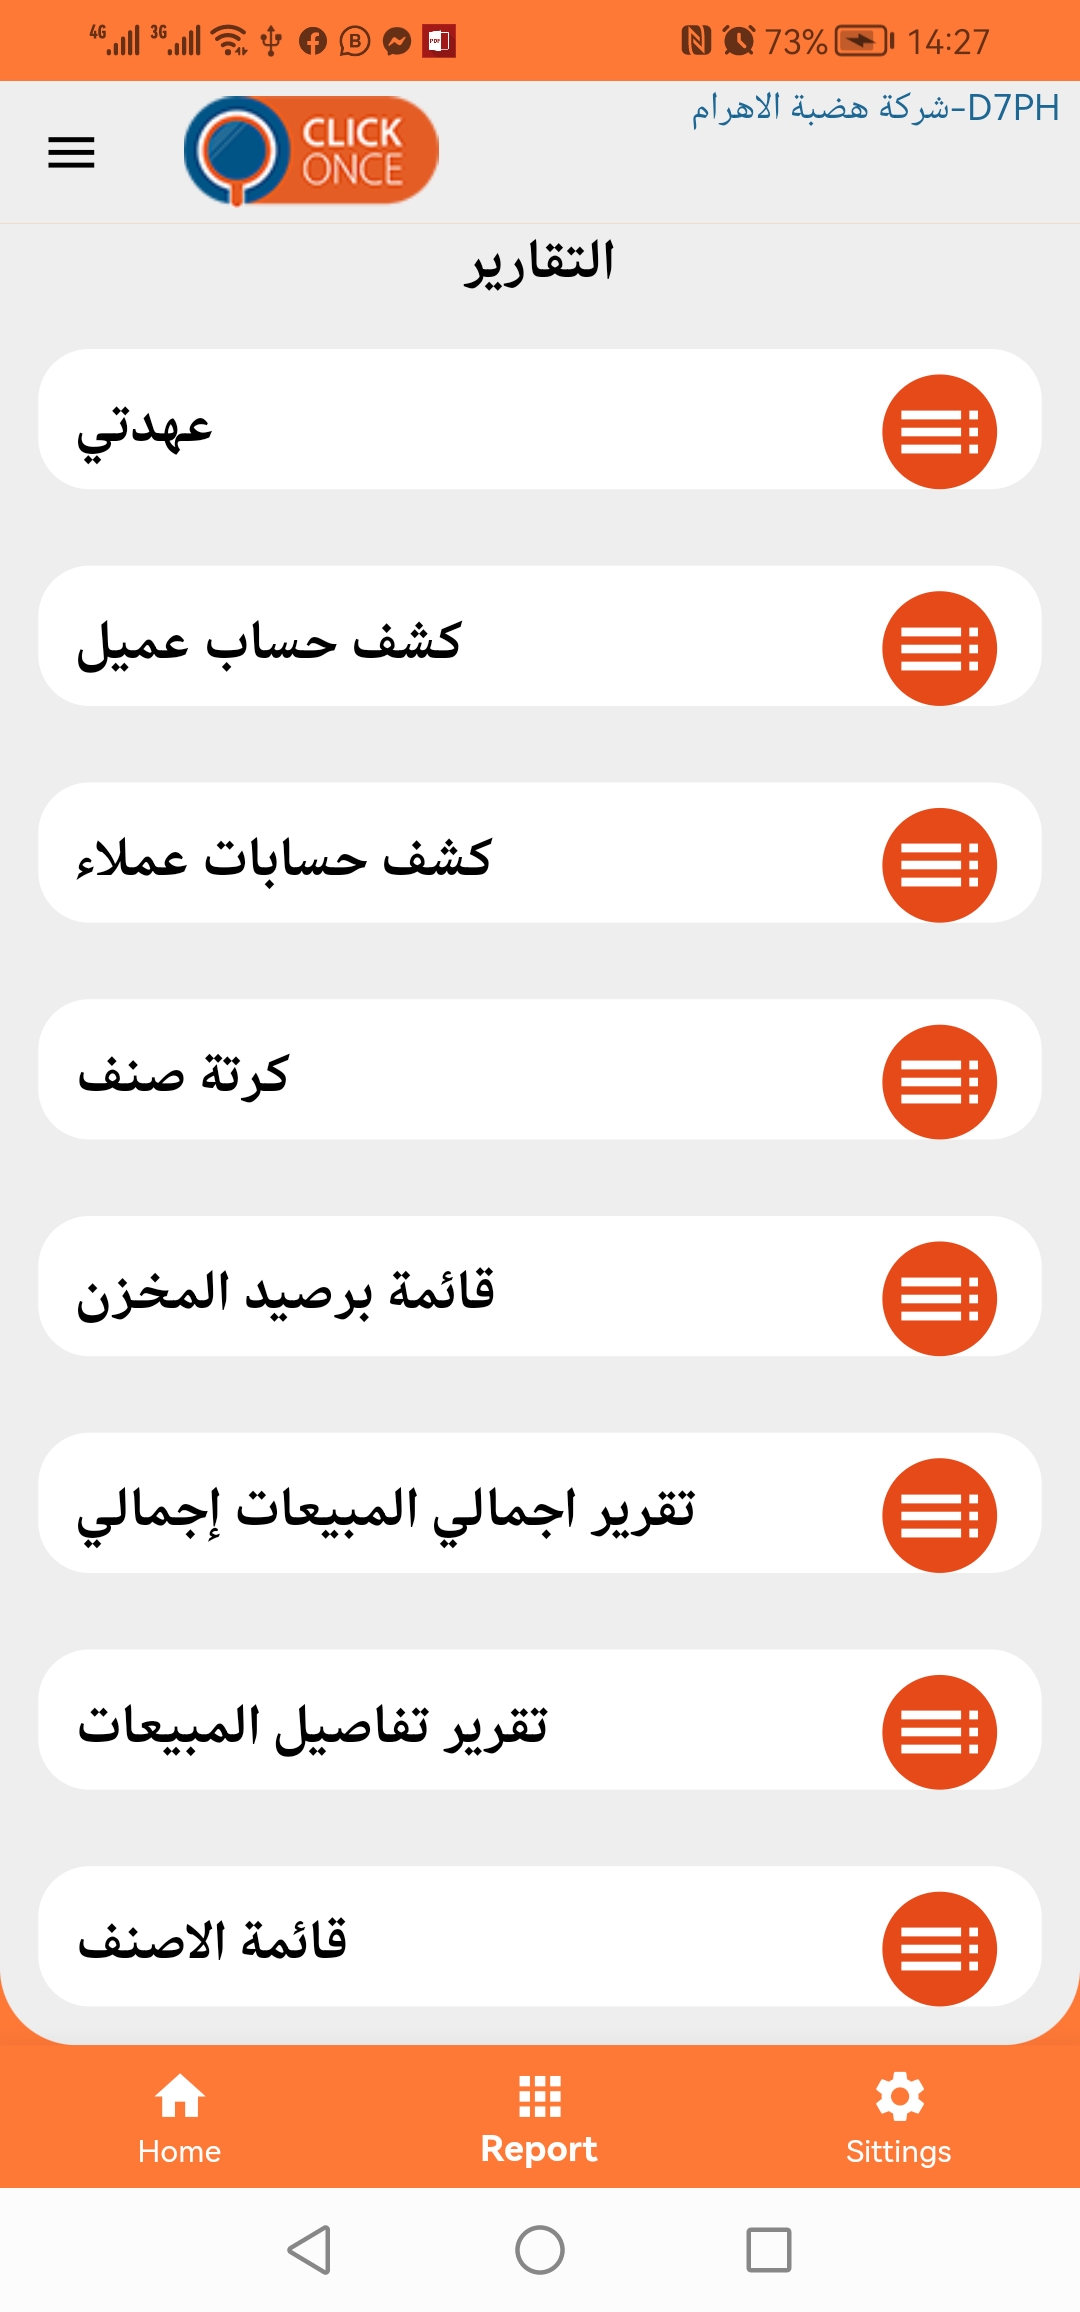 4G 3G 73% 14:27
CLICK
ONCE
D7PH-شركة هضبة الاهرام
التقارير
عهدتي
كشف حساب عميل
كشف حسابات عملاء
كرتة صنف
قائمة برصيد المخزن
تقرير اجمالي المبيعات إجمالي
تقرير تفاصيل المبيعات
قائمة الاصنف
Home Report Sittings